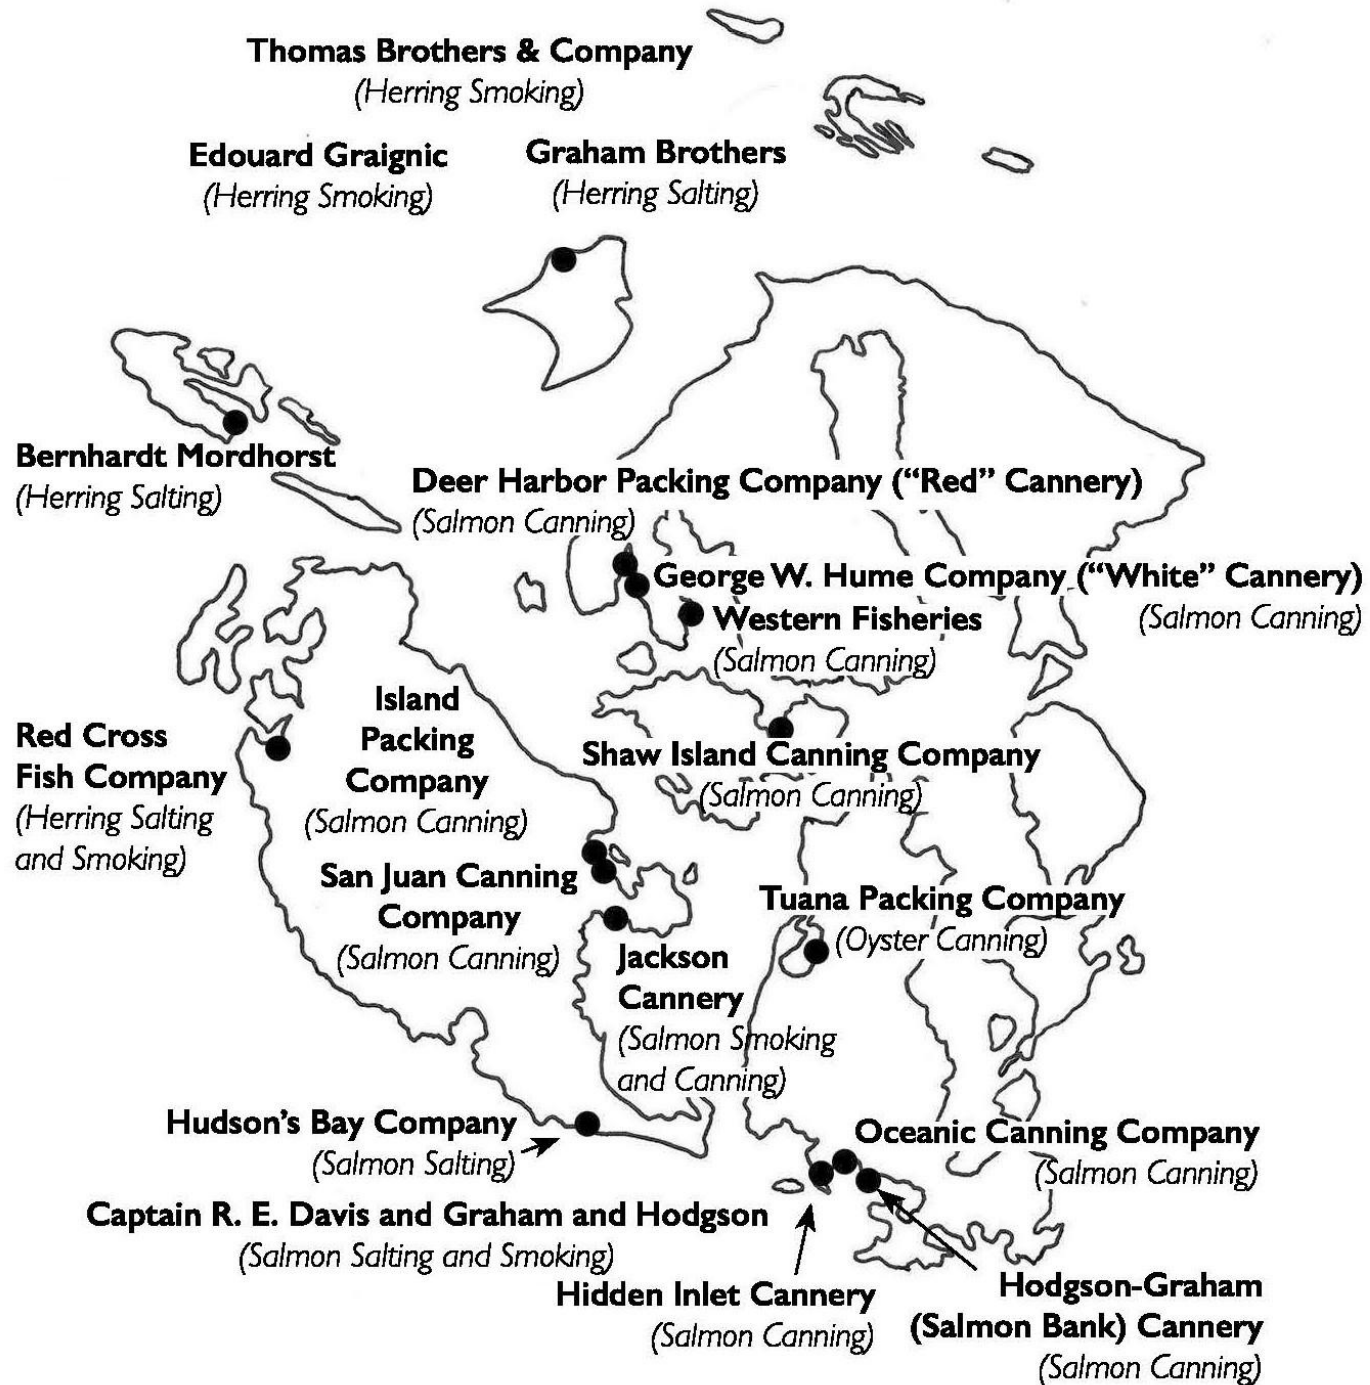 Thomas Brothers & Company
(Herring Smoking)
Edouard Graignic
(Herring Smoking)
Graham Brothers
(Herring Salting)
Bernhardt Mordhorst
(Herring Salting)
Deer Harbor Packing Company (“Red” Cannery)
(Salmon Canning)
George W. Hume Company (“White” Cannery)
(Salmon Canning)
Western Fisheries
(Salmon Canning)
Island
Packing
Company
(Salmon Canning)
Red Cross
Fish Company
(Herring Salting
and Smoking)
Shaw Island Canning Company
(Salmon Canning)
San Juan Canning
Company
(Salmon Canning)
Tuana Packing Company
(Oyster Canning)
Jackson
Cannery
(Salmon Smoking
and Canning)
Hudson’s Bay Company
(Salmon Salting)
Oceanic Canning Company
(Salmon Canning)
Captain R. E. Davis and Graham and Hodgson
(Salmon Salting and Smoking)
Hidden Inlet Cannery
(Salmon Canning)
Hodgson-Graham
(Salmon Bank) Cannery
(Salmon Canning)